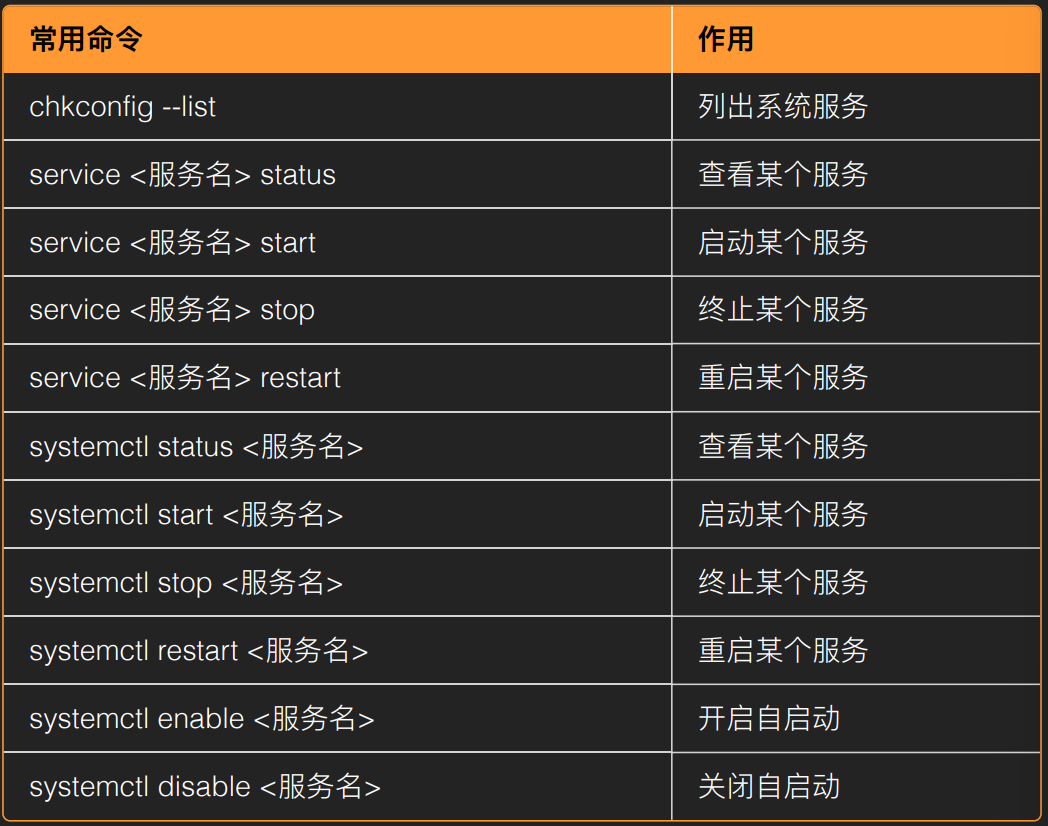 常用命令 作用
chkconfig --list 列出系统服务
service <服务名> status 查看某个服务
service <服务名> start 启动某个服务
service <服务名> stop 终止某个服务
service <服务名> restart 重启某个服务
systemctl status <服务名> 查看某个服务
systemctl start <服务名> 启动某个服务
systemctl stop <服务名> 终止某个服务
systemctl restart <服务名> 重启某个服务
systemctl enable <服务名> 开启自启动
systemctl disable <服务名> 关闭自启动